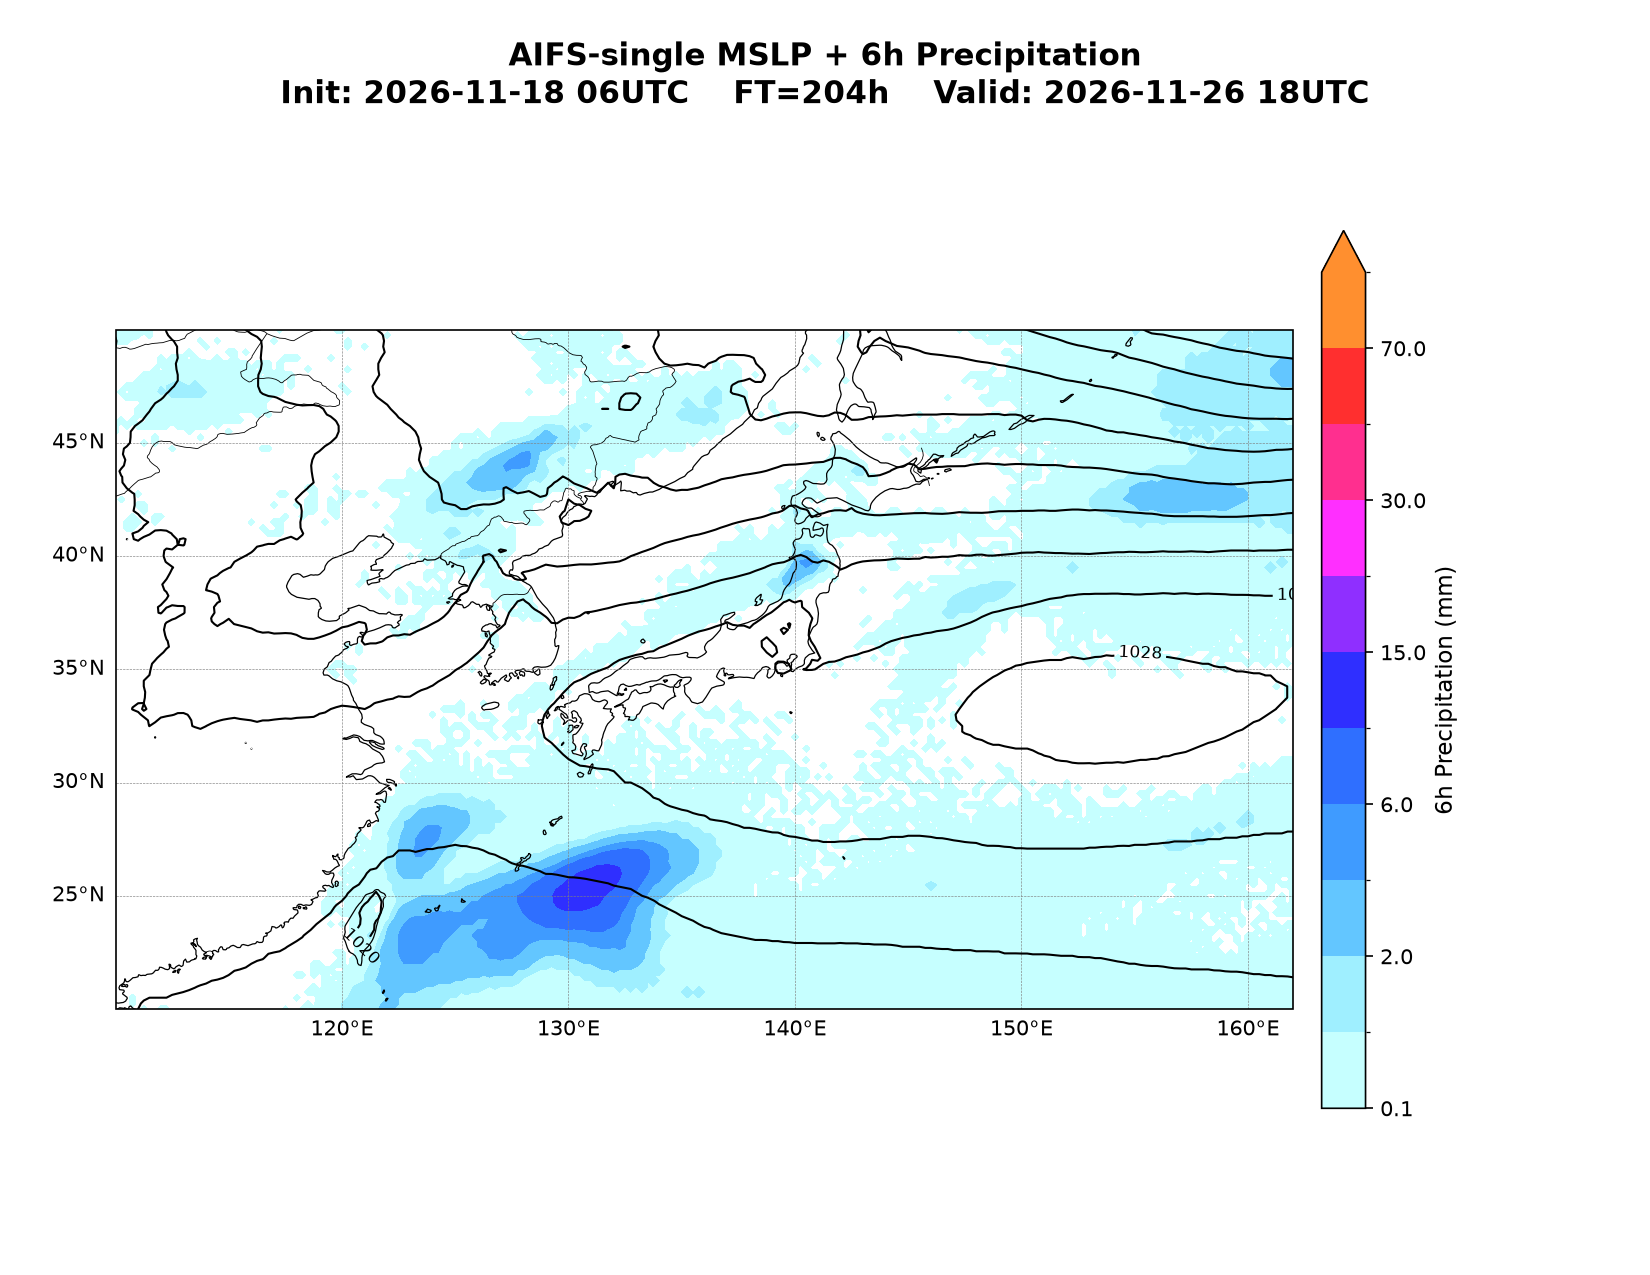 AIFS-single MSLP + 6h Precipitation
Init: 2026-11-18 06UTC    FT=204h    Valid: 2026-11-26 18UTC
45°N
40°N
35°N
30°N
25°N
120°E
130°E
140°E
150°E
160°E
10
1028
1020
70.0
30.0
15.0
6.0
2.0
0.1
6h Precipitation (mm)